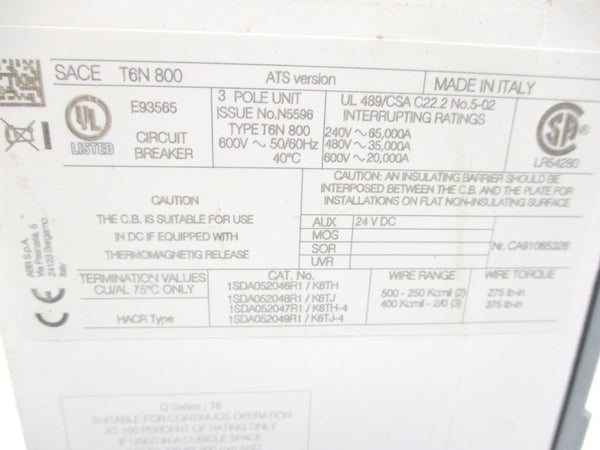 SACE T6N 800 ATS version MADE IN ITALY
UL
LISTED
E93565
CIRCUIT
BREAKER
3 POLE UNIT
ISSUE No.N5596
TYPE T6N 800
600V ~ 50/60Hz
40°C
UL 489/CSA C22.2 No.5-02
INTERRUPTING RATINGS
240V ~ 65,000A
480V ~ 35,000A
600V ~ 20,000A
LR54280
CAUTION: AN INSULATING BARRIER SHOULD BE
INTERPOSED BETWEEN THE C.B. AND THE PLATE FOR
INSTALLATIONS ON FLAT NON-INSULATING SURFACE.
CAUTION
THE C.B. IS SUITABLE FOR USE
IN DC IF EQUIPPED WITH
THERMOMAGNETIC RELEASE
AUX 24 V DC
MOS
SOR
UVR
Nr. CA91085326
ABB S.p.A
Via Pescaria, 5
24123 Bergamo
Italy
CE
TERMINATION VALUES
CU/AL 75°C ONLY
HACR Type
CAT. No.
1SDA052046R1 / K6TH
1SDA052048R1 / K6TJ
1SDA052047R1 / K6TH-4
1SDA052049R1 / K6TJ-4
WIRE RANGE
500 - 250 Kcmil (2)
400 Kcmil - 2/0 (3)
WIRE TORQUE
275 lb-in
375 lb-in
Q Series ; T6
SUITABLE FOR CONTINUOS OPERATION
AT 100 PERCENT OF RATING ONLY
IF USED IN A CUBICLE SPACE